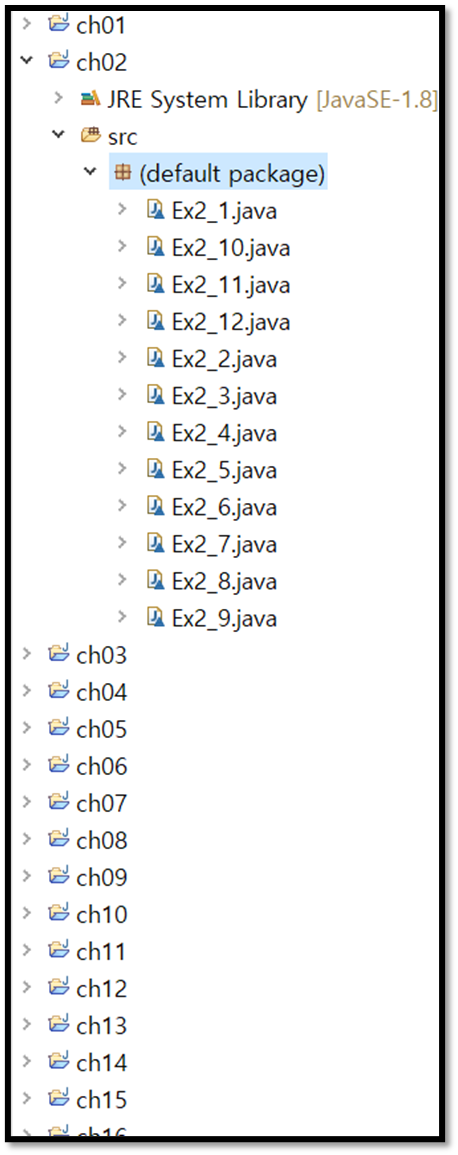 ch01
ch02
JRE System Library [JavaSE-1.8]
src
(default package)
Ex2_1.java
Ex2_10.java
Ex2_11.java
Ex2_12.java
Ex2_2.java
Ex2_3.java
Ex2_4.java
Ex2_5.java
Ex2_6.java
Ex2_7.java
Ex2_8.java
Ex2_9.java
ch03
ch04
ch05
ch06
ch07
ch08
ch09
ch10
ch11
ch12
ch13
ch14
ch15